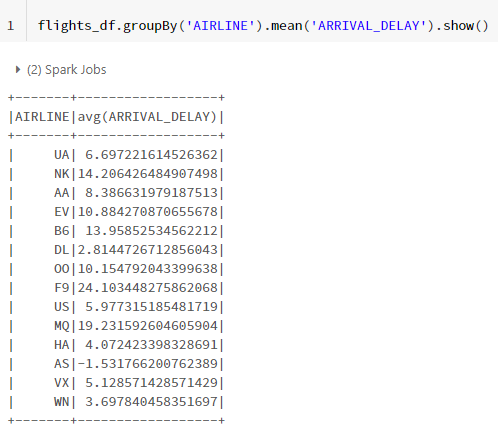 1 flights_df.groupBy('AIRLINE').mean('ARRIVAL_DELAY').show()
(2) Spark Jobs
+-------+------------------+
|AIRLINE|avg(ARRIVAL_DELAY)|
+-------+------------------+
|     UA| 6.697221614526362|
|     NK|14.206426484907498|
|     AA| 8.386631979187513|
|     EV|10.884270870655678|
|     B6| 13.95852534562212|
|     DL|2.8144726712856043|
|     OO|10.154792043399638|
|     F9|24.103448275862068|
|     US| 5.977315185481719|
|     MQ|19.231592604605904|
|     HA| 4.072423398328691|
|     AS|-1.531766200762389|
|     VX| 5.128571428571429|
|     WN| 3.697840458351697|
+-------+------------------+